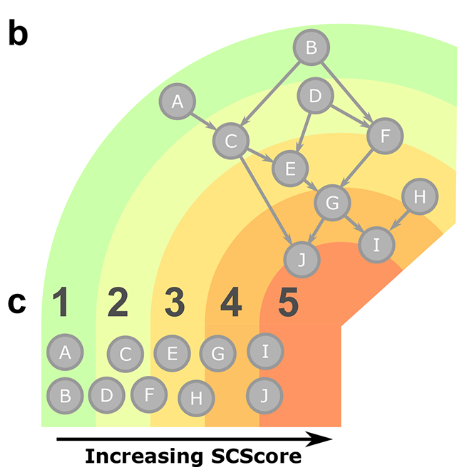 b
B
D
A
F
C
E
H
G
I
J
c
1 2 3 4 5
A C E G I
B D F H J
Increasing SCScore